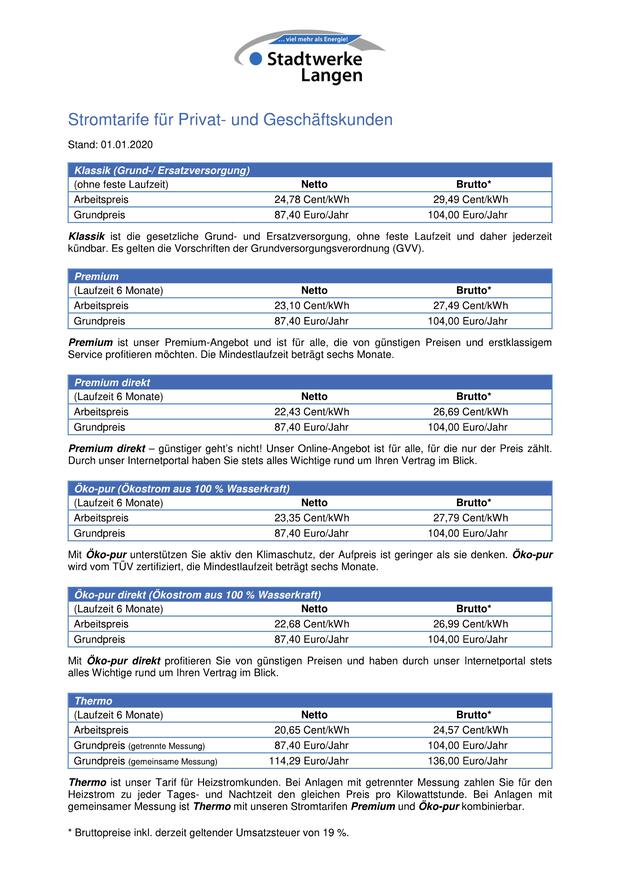 ... viel mehr als Energie!
Stadtwerke
Langen
Stromtarife für Privat- und Geschäftskunden
Stand: 01.01.2020
Klassik (Grund-/ Ersatzversorgung)
(ohne feste Laufzeit) Netto Brutto*
Arbeitspreis 24,78 Cent/kWh 29,49 Cent/kWh
Grundpreis 87,40 Euro/Jahr 104,00 Euro/Jahr
Klassik ist die gesetzliche Grund- und Ersatzversorgung, ohne feste Laufzeit und daher jederzeit
kündbar. Es gelten die Vorschriften der Grundversorgungsverordnung (GVV).
Premium
(Laufzeit 6 Monate) Netto Brutto*
Arbeitspreis 23,10 Cent/kWh 27,49 Cent/kWh
Grundpreis 87,40 Euro/Jahr 104,00 Euro/Jahr
Premium ist unser Premium-Angebot und ist für alle, die von günstigen Preisen und erstklassigem
Service profitieren möchten. Die Mindestlaufzeit beträgt sechs Monate.
Premium direkt
(Laufzeit 6 Monate) Netto Brutto*
Arbeitspreis 22,43 Cent/kWh 26,69 Cent/kWh
Grundpreis 87,40 Euro/Jahr 104,00 Euro/Jahr
Premium direkt – günstiger geht's nicht! Unser Online-Angebot ist für alle, für die nur der Preis zählt.
Durch unser Internetportal haben Sie stets alles Wichtige rund um Ihren Vertrag im Blick.
Öko-pur (Ökostrom aus 100 % Wasserkraft)
(Laufzeit 6 Monate) Netto Brutto*
Arbeitspreis 23,35 Cent/kWh 27,79 Cent/kWh
Grundpreis 87,40 Euro/Jahr 104,00 Euro/Jahr
Mit Öko-pur unterstützen Sie aktiv den Klimaschutz, der Aufpreis ist geringer als sie denken. Öko-pur
wird vom TÜV zertifiziert, die Mindestlaufzeit beträgt sechs Monate.
Öko-pur direkt (Ökostrom aus 100 % Wasserkraft)
(Laufzeit 6 Monate) Netto Brutto*
Arbeitspreis 22,68 Cent/kWh 26,99 Cent/kWh
Grundpreis 87,40 Euro/Jahr 104,00 Euro/Jahr
Mit Öko-pur direkt profitieren Sie von günstigen Preisen und haben durch unser Internetportal stets
alles Wichtige rund um Ihren Vertrag im Blick.
Thermo
(Laufzeit 6 Monate) Netto Brutto*
Arbeitspreis 20,65 Cent/kWh 24,57 Cent/kWh
Grundpreis (getrennte Messung) 87,40 Euro/Jahr 104,00 Euro/Jahr
Grundpreis (gemeinsame Messung) 114,29 Euro/Jahr 136,00 Euro/Jahr
Thermo ist unser Tarif für Heizstromkunden. Bei Anlagen mit getrennter Messung zahlen Sie für den
Heizstrom zu jeder Tages- und Nachtzeit den gleichen Preis pro Kilowattstunde. Bei Anlagen mit
gemeinsamer Messung ist Thermo mit unseren Stromtarifen Premium und Öko-pur kombinierbar.
* Bruttopreise inkl. derzeit geltender Umsatzsteuer von 19 %.